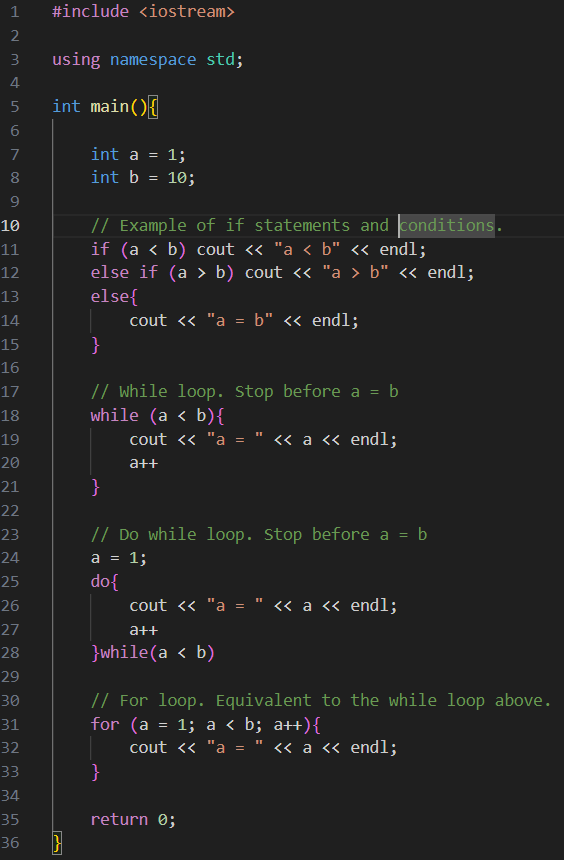 1 #include <iostream>
2
3 using namespace std;
4
5 int main(){
6
7     int a = 1;
8     int b = 10;
9
10     // Example of if statements and conditions.
11     if (a < b) cout << "a < b" << endl;
12     else if (a > b) cout << "a > b" << endl;
13     else{
14         cout << "a = b" << endl;
15     }
16
17     // While loop. Stop before a = b
18     while (a < b){
19         cout << "a = " << a << endl;
20         a++
21     }
22
23     // Do while loop. Stop before a = b
24     a = 1;
25     do{
26         cout << "a = " << a << endl;
27         a++
28     }while(a < b)
29
30     // For loop. Equivalent to the while loop above.
31     for (a = 1; a < b; a++){
32         cout << "a = " << a << endl;
33     }
34
35     return 0;
36 }